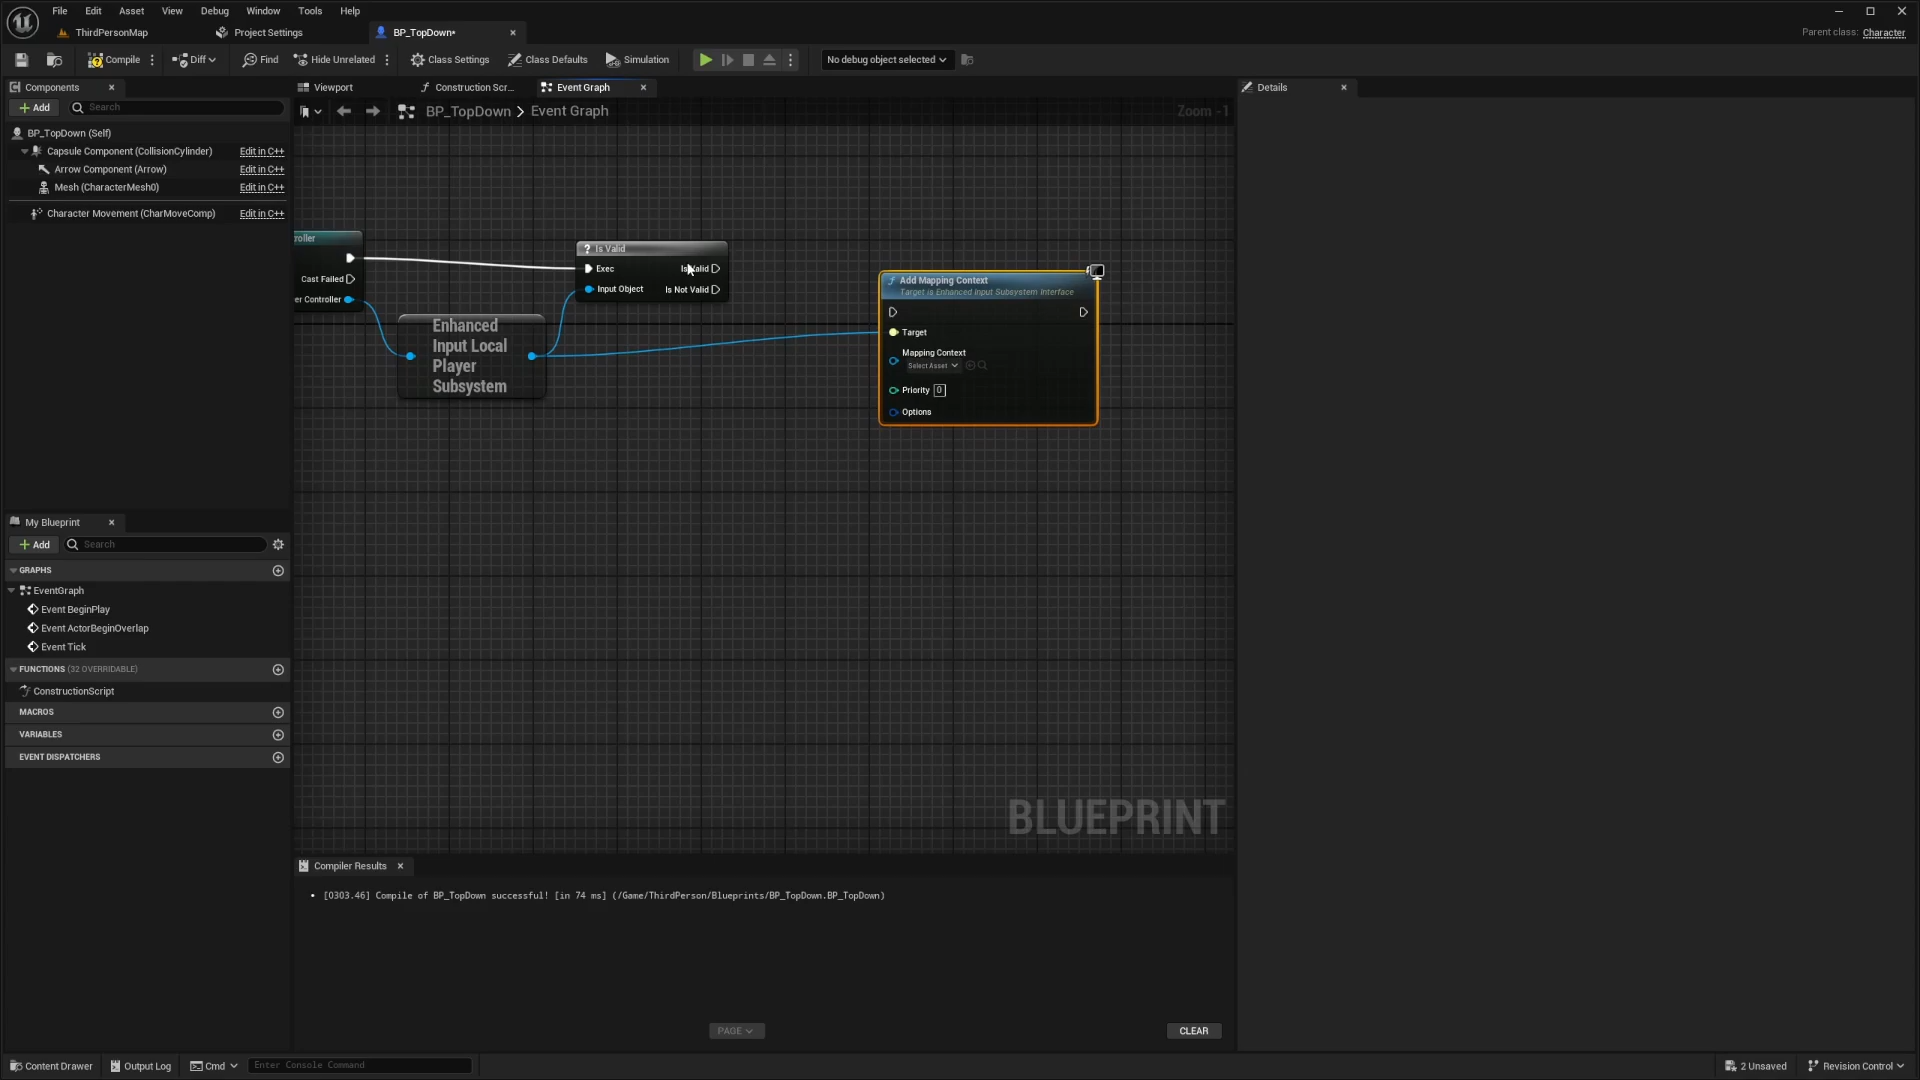 File Edit Asset View Debug Window Tools Help
ThirdPersonMap Project Settings BP_TopDown* Parent class: Character
Compile Diff Find Hide Unrelated Class Settings Class Defaults Simulation No debug object selected
Components Viewport Construction Scr... Event Graph Details
Add Search BP_TopDown > Event Graph Zoom -1
BP_TopDown (Self)
Capsule Component (CollisionCylinder) Edit in C++
Arrow Component (Arrow) Edit in C++
Mesh (CharacterMesh0) Edit in C++
Character Movement (CharMoveComp) Edit in C++
roller
Cast Failed
er Controller
Is Valid
Exec Is Valid
Input Object Is Not Valid
Enhanced
Input Local
Player
Subsystem
Add Mapping Context
Target is Enhanced Input Subsystem Interface
Target
Mapping Context
Select Asset
Priority 0
Options
My Blueprint
Add Search
GRAPHS
EventGraph
Event BeginPlay
Event ActorBeginOverlap
Event Tick
FUNCTIONS (32 OVERRIDABLE)
ConstructionScript
MACROS
VARIABLES
EVENT DISPATCHERS
BLUEPRINT
Compiler Results
• [0303.46] Compile of BP_TopDown successful! [in 74 ms] (/Game/ThirdPerson/Blueprints/BP_TopDown.BP_TopDown)
PAGE CLEAR
Content Drawer Output Log Cmd Enter Console Command 2 Unsaved Revision Control